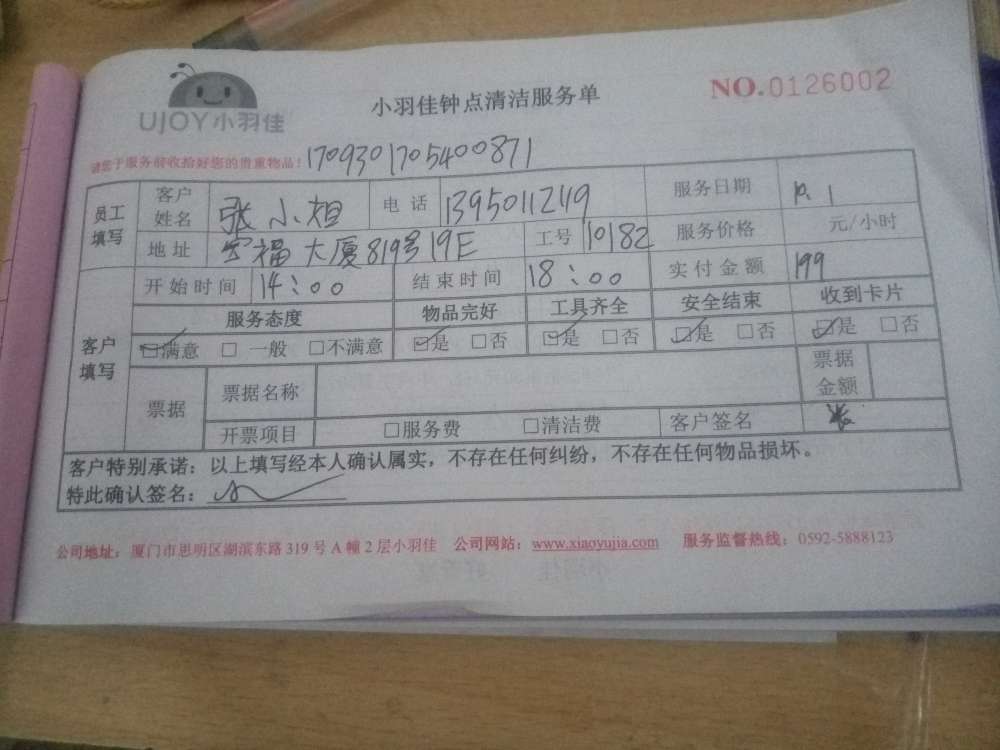 UJOY小羽佳
小羽佳钟点清洁服务单
NO.0126002
请您于服务前收拾好您的贵重物品!
1709301705400871
员工填写 客户姓名 张小姐 电话 服务日期 10.1
地址 福大厦819号19E 工号 10182 服务价格 元/小时
客户填写 开始时间 14:00 结束时间 18:00 实付金额 199
服务态度 物品完好 工具齐全 安全结束 收到卡片
☑满意 □ 一般 □不满意 ☑是 □否 ☑是 □否 ☑是 □否 ☑是 □否
票据 票据名称 票据金额
开票项目 □服务费 □清洁费 客户签名 张
客户特别承诺：以上填写经本人确认属实，不存在任何纠纷，不存在任何物品损坏。
特此确认签名：
公司地址：厦门市思明区湖滨东路 319 号 A 幢 2 层小羽佳 公司网站：www.xiaoyujia.com 服务监督热线：0592-5888123